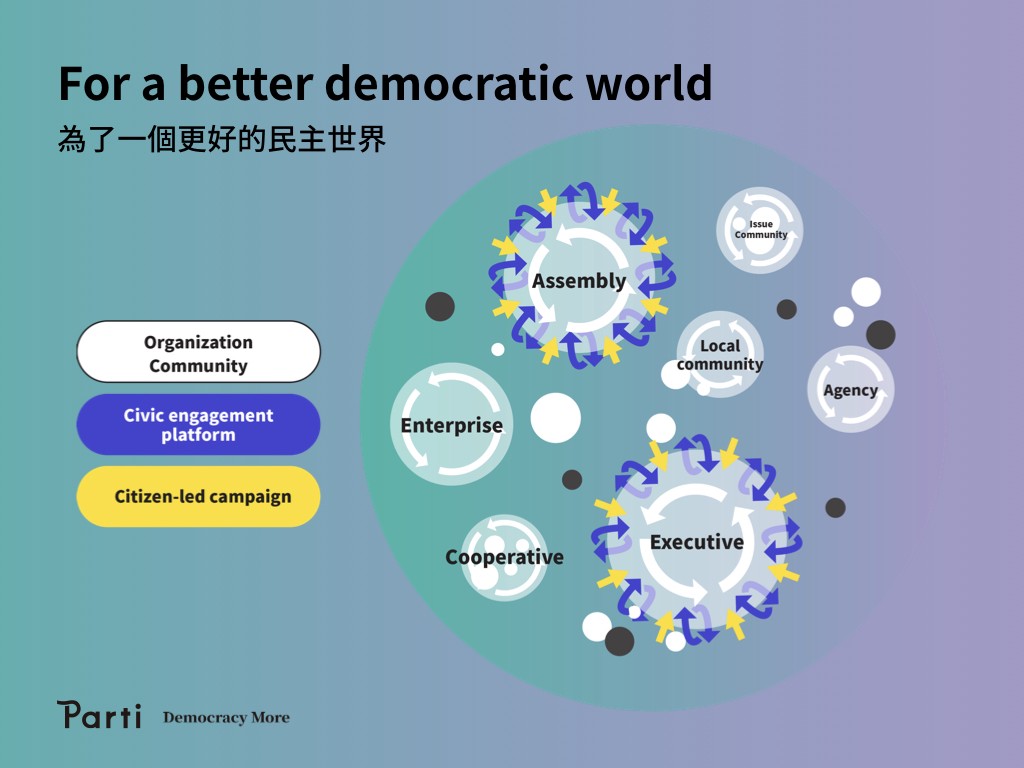 For a better democratic world
為了一個更好的民主世界
Issue
Community
Assembly
Organization
Community
Local
community
Civic engagement
platform
Agency
Enterprise
Citizen-led campaign
Executive
Cooperative
Parti
Democracy More